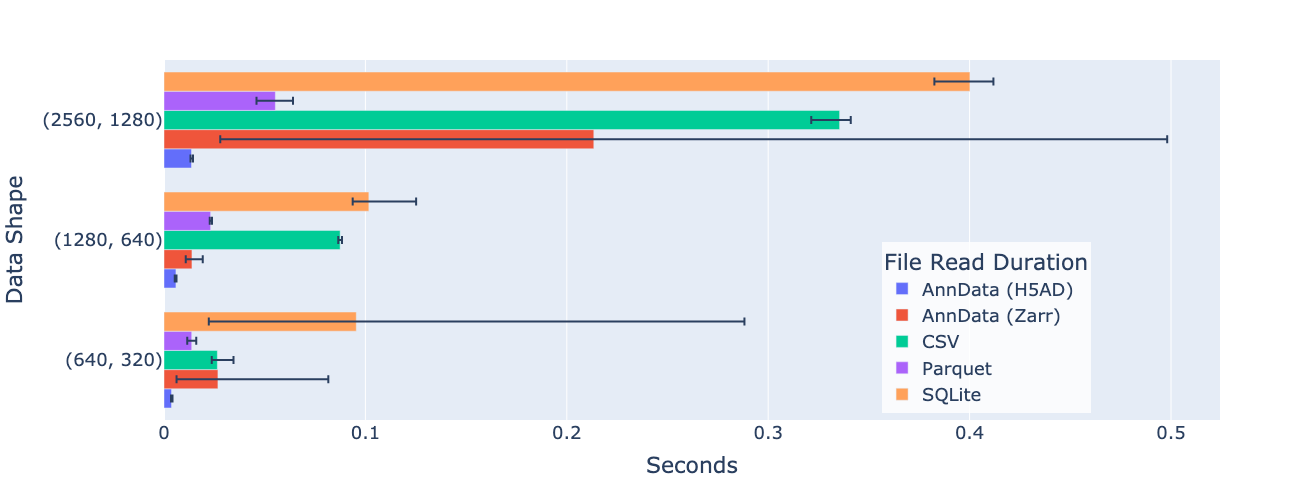 (2560, 1280)
(1280, 640)
(640, 320)
Data Shape
File Read Duration
AnnData (H5AD)
AnnData (Zarr)
CSV
Parquet
SQLite
0 0.1 0.2 0.3 0.4 0.5
Seconds